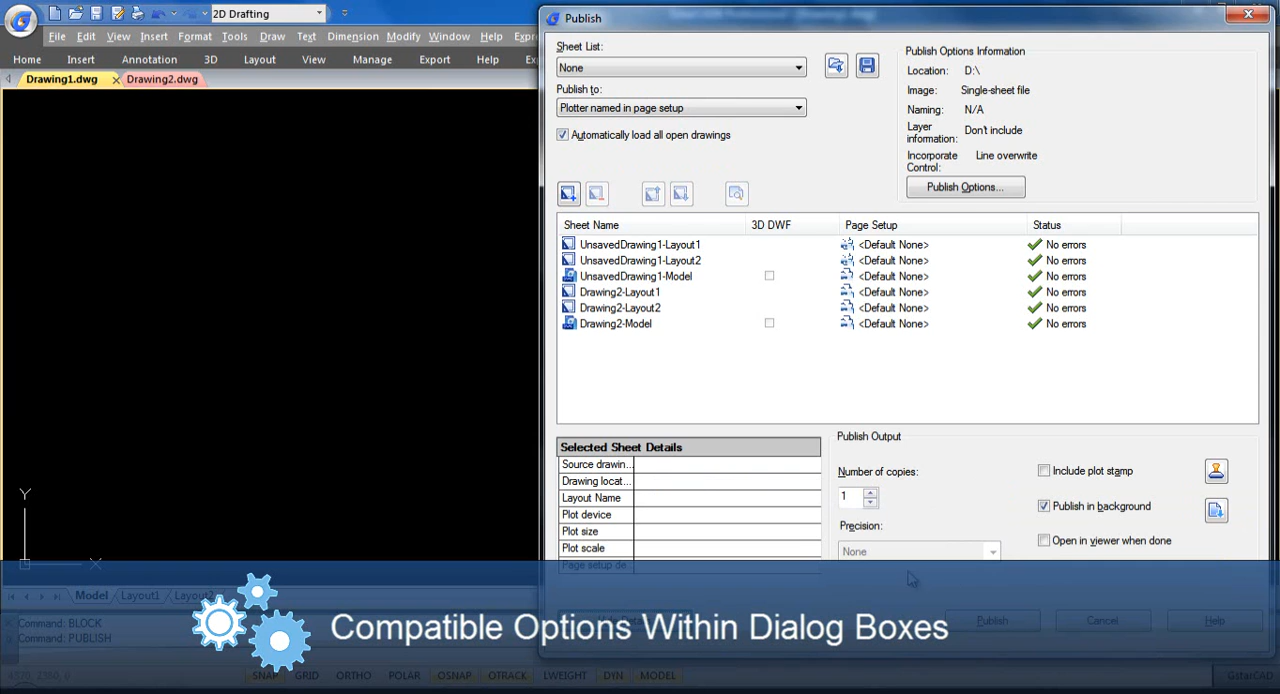 2D Drafting
File Edit View Insert Format Tools Draw Text Dimension Modify Window Help Expre
Home Insert Annotation 3D Layout View Manage Export Help Ex
Drawing1.dwg Drawing2.dwg
Y
X
Model Layout1 Layout2
Command: BLOCK
Command: PUBLISH
SNAP GRID ORTHO POLAR OSNAP OTRACK LWEIGHT DYN MODEL
GstarCAD
Publish
Sheet List:
None
Publish to:
Plotter named in page setup
Automatically load all open drawings
Publish Options Information
Location: D:\
Image: Single-sheet file
Naming: N/A
Layer information: Don't include
Incorporate Control: Line overwrite
Publish Options...
Sheet Name 3D DWF Page Setup Status
UnsavedDrawing1-Layout1 <Default None> No errors
UnsavedDrawing1-Layout2 <Default None> No errors
UnsavedDrawing1-Model <Default None> No errors
Drawing2-Layout1 <Default None> No errors
Drawing2-Layout2 <Default None> No errors
Drawing2-Model <Default None> No errors
Selected Sheet Details
Source drawin...
Drawing locat...
Layout Name
Plot device
Plot size
Plot scale
Page setup de...
Publish Output
Number of copies:
1
Precision:
None
Include plot stamp
Publish in background
Open in viewer when done
Publish Cancel Help
Compatible Options Within Dialog Boxes